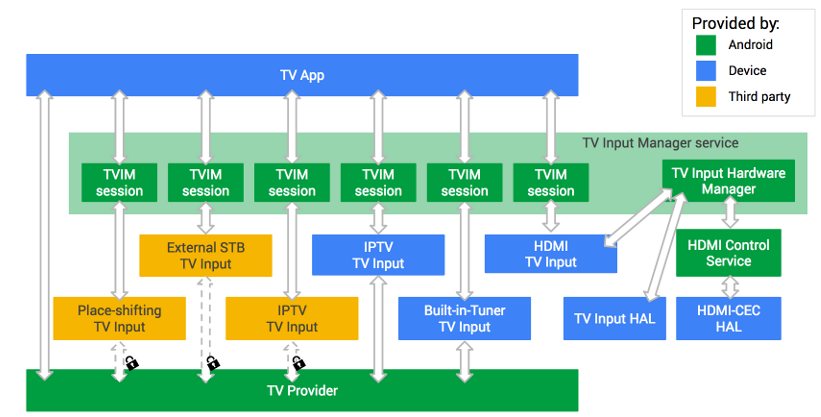 Provided by:
Android
Device
Third party
TV App
TV Input Manager service
TVIM
session
TVIM
session
TVIM
session
TVIM
session
TVIM
session
TVIM
session
TV Input Hardware
Manager
External STB
TV Input
IPTV
TV Input
HDMI
TV Input
HDMI Control
Service
Place-shifting
TV Input
IPTV
TV Input
Built-in-Tuner
TV Input
TV Input HAL
HDMI-CEC
HAL
TV Provider